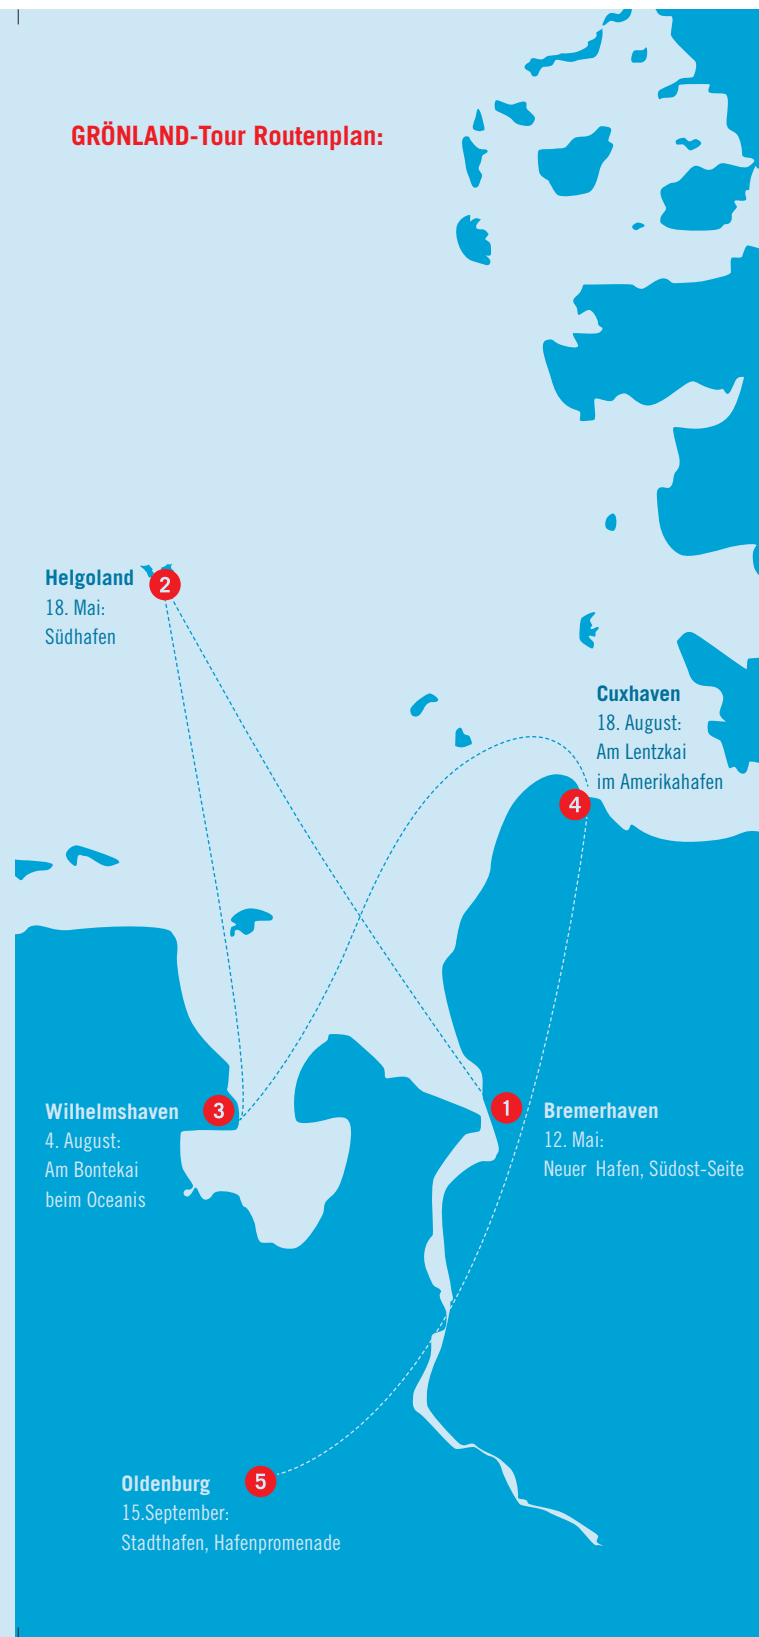 GRÖNLAND-Tour Routenplan:
Helgoland
18. Mai:
Südhafen
2
Cuxhaven
18. August:
Am Lentzkai
im Amerikahafen
4
Wilhelmshaven
4. August:
Am Bontekai
beim Oceanis
3
1
Bremerhaven
12. Mai:
Neuer Hafen, Südost-Seite
Oldenburg
15.September:
Stadthafen, Hafenpromenade
5